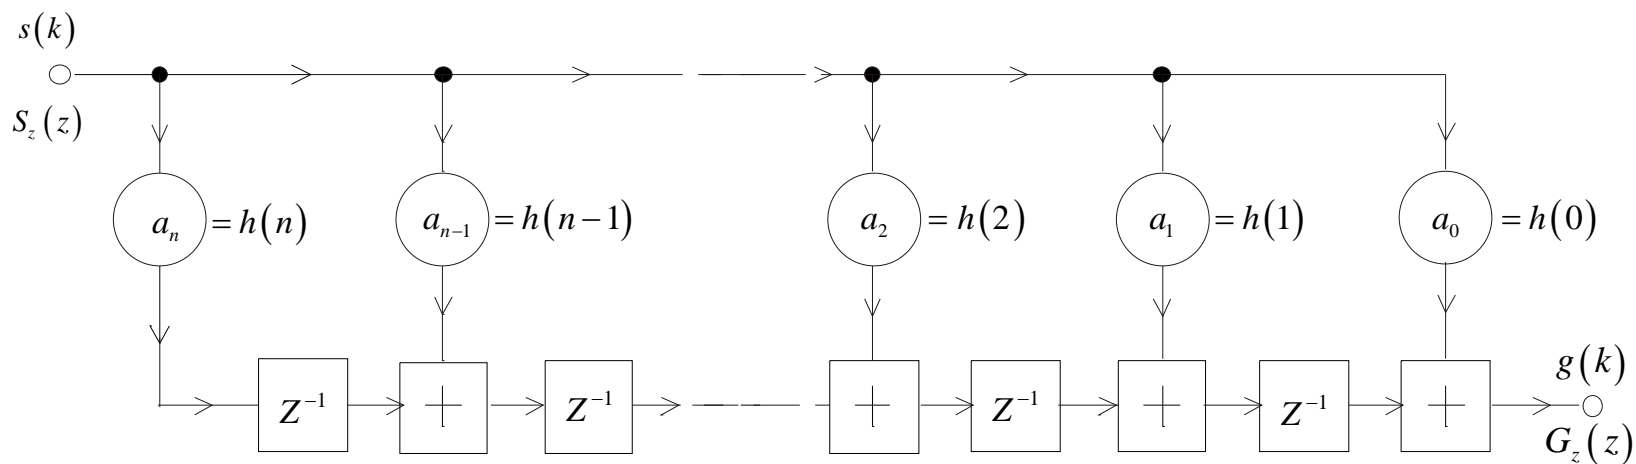 s(k)
S_z(z)
a_n = h(n)
a_{n-1} = h(n-1)
a_2 = h(2)
a_1 = h(1)
a_0 = h(0)
Z^{-1}
+
Z^{-1}
+
Z^{-1}
+
Z^{-1}
+
g(k)
G_z(z)